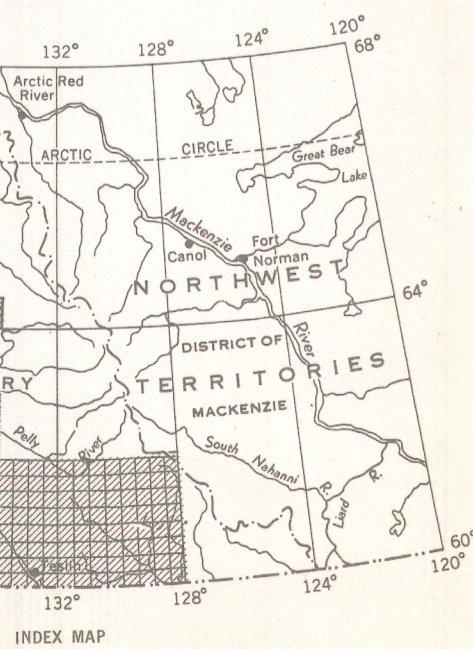 132° 128° 124° 120°
68°
Arctic Red
River
ARCTIC CIRCLE
Great Bear
Lake
Mackenzie
Canol
Fort
Norman
NORTHWEST
64°
River
DISTRICT OF
RY TERRITORIES
MACKENZIE
Pelly
River
South Nahanni
R.
Liard R.
Teslin
60°
132° 128° 124° 120°
INDEX MAP